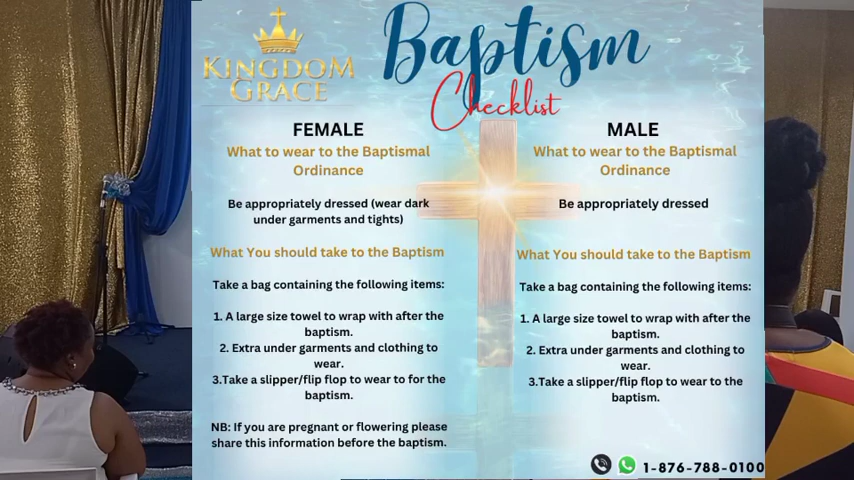 KINGDOM
GRACE
Baptism
Checklist
FEMALE
What to wear to the Baptismal
Ordinance
Be appropriately dressed (wear dark
under garments and tights)
What You should take to the Baptism
Take a bag containing the following items:
1. A large size towel to wrap with after the
baptism.
2. Extra under garments and clothing to
wear.
3.Take a slipper/flip flop to wear to for the
baptism.
NB: If you are pregnant or flowering please
share this information before the baptism.
MALE
What to wear to the Baptismal
Ordinance
Be appropriately dressed
What You should take to the Baptism
Take a bag containing the following items:
1. A large size towel to wrap with after the
baptism.
2. Extra under garments and clothing to
wear.
3.Take a slipper/flip flop to wear to the
baptism.
1-876-788-0100